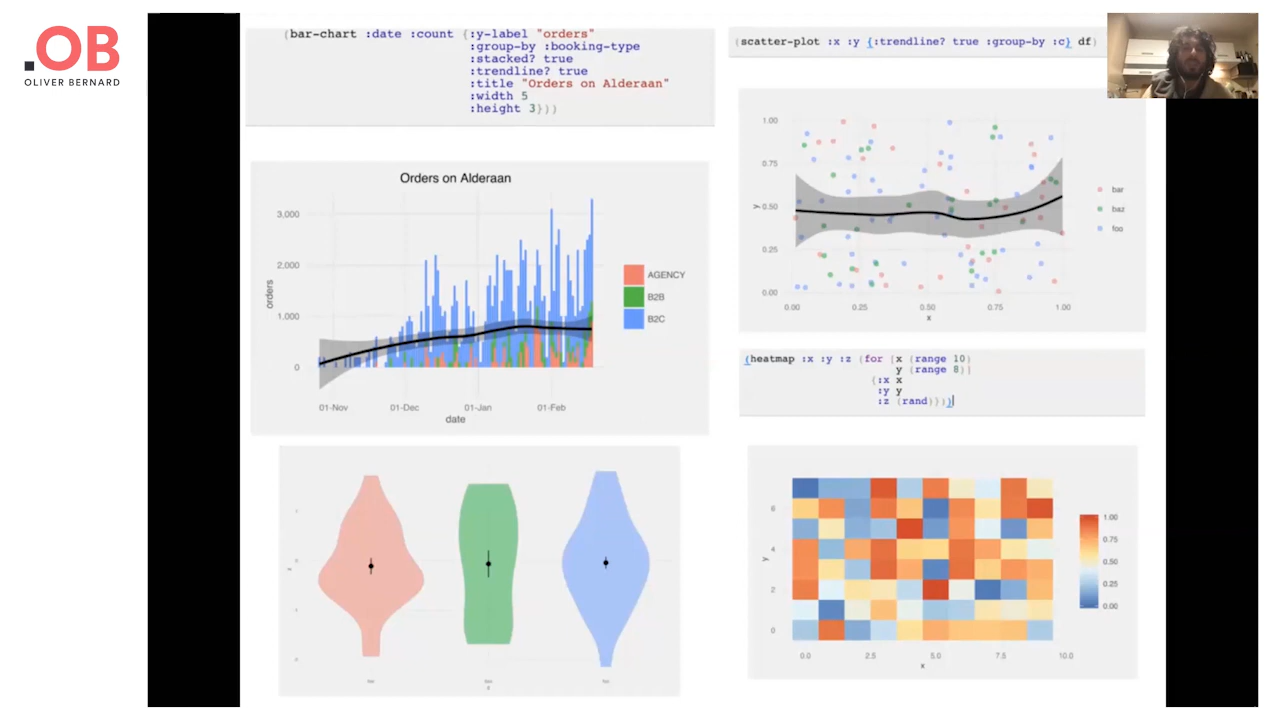 .OB
OLIVER BERNARD
(bar-chart :date :count {:y-label "orders"
:group-by :booking-type
:stacked? true
:trendline? true
:title "Orders on Alderaan"
:width 5
:height 3}))
Orders on Alderaan
3,000
2,000
1,000
0
orders
01-Nov
01-Dec
01-Jan
01-Feb
date
AGENCY
B2B
B2C
(scatter-plot :x :y {:trendline? true :group-by :c} df)
1.00
0.75
0.50
0.25
0.00
y
0.00
0.25
0.50
0.75
1.00
x
bar
baz
foo
(heatmap :x :y :z (for [x (range 10)
y (range 8)]
{:x x
:y y
:z (rand)}))
6
4
2
0
y
0.0
2.5
5.0
7.5
10.0
x
1.00
0.75
0.50
0.25
0.00